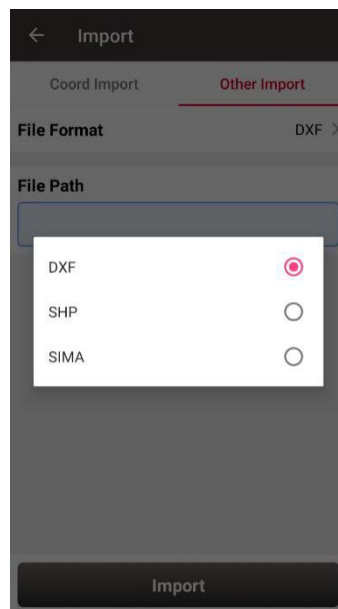 Import
Coord Import Other Import
File Format DXF
File Path
DXF
SHP
SIMA
Import